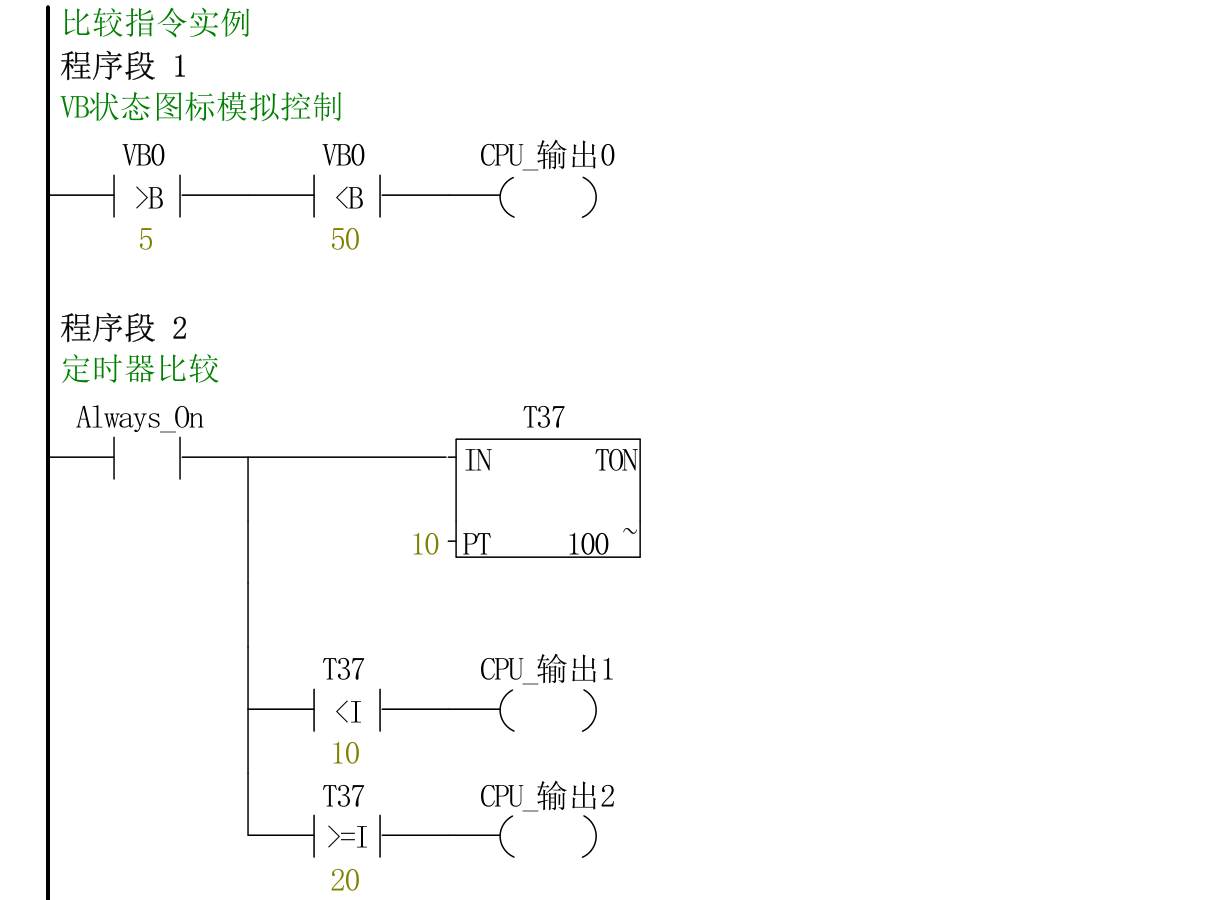 比较指令实例
程序段 1
VB状态图标模拟控制
VB0 VB0 CPU_输出0
>B <B
5 50
程序段 2
定时器比较
Always_On T37
IN TON
10 PT 100 ~
T37 CPU_输出1
<I
10
T37 CPU_输出2
>=I
20